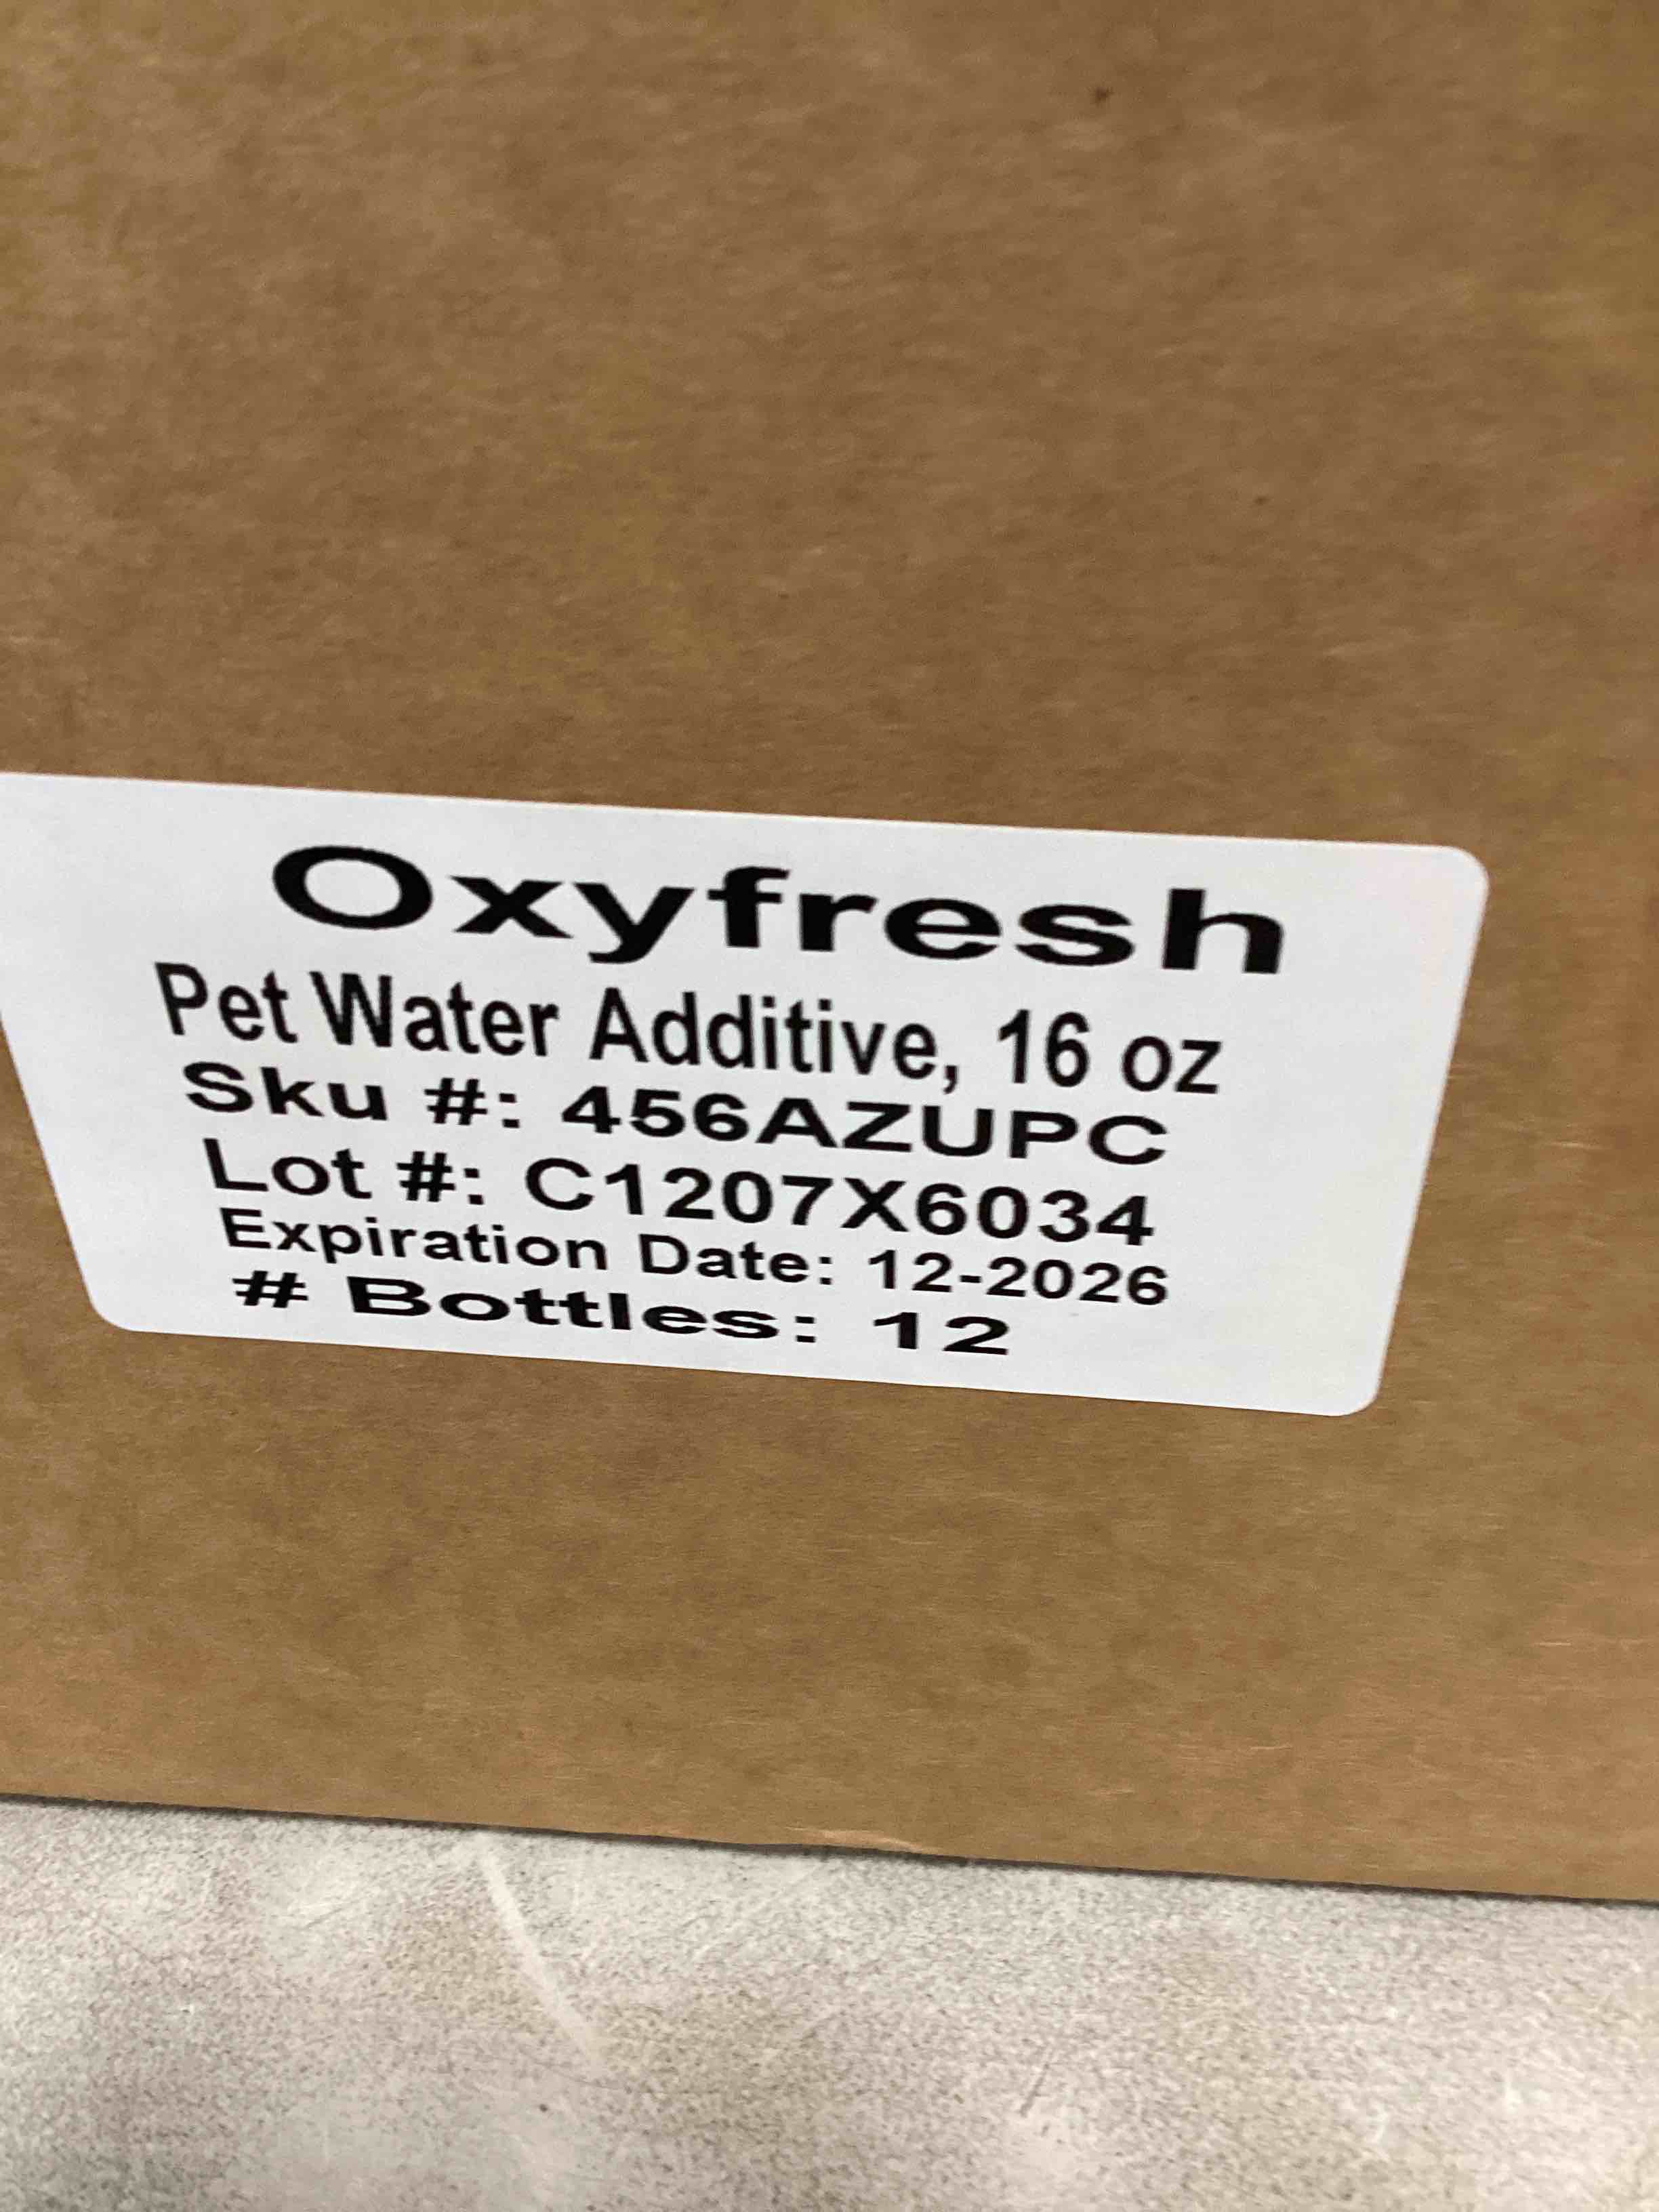 Oxyfresh
Pet Water Additive, 16 oz
Sku #: 456AZUPC
Lot #: C1207X6034
Expiration Date: 12-2026
# Bottles: 12